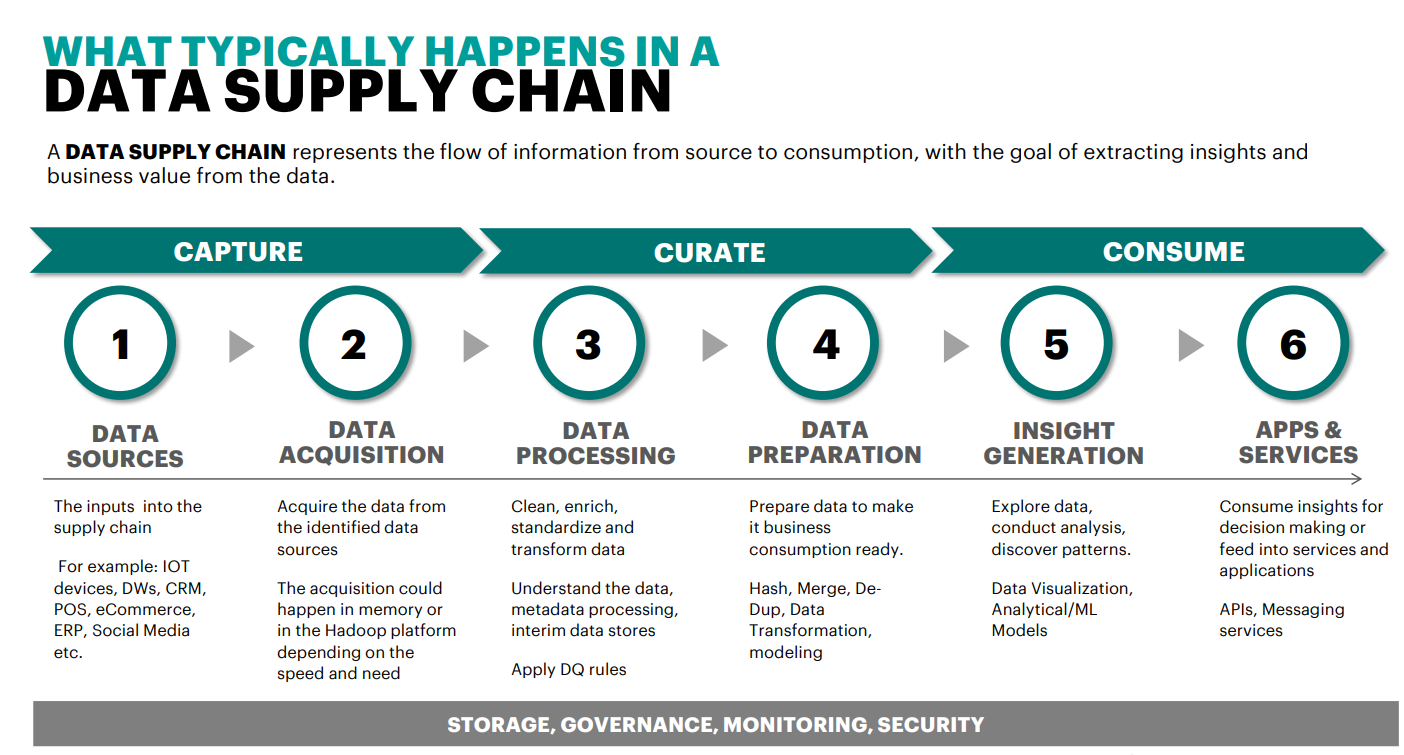 WHAT TYPICALLY HAPPENS IN A
DATA SUPPLY CHAIN
A DATA SUPPLY CHAIN represents the flow of information from source to consumption, with the goal of extracting insights and
business value from the data.
CAPTURE
CURATE
CONSUME
1
2
3
4
5
6
DATA
SOURCES
DATA
ACQUISITION
DATA
PROCESSING
DATA
PREPARATION
INSIGHT
GENERATION
APPS &
SERVICES
The inputs into the
supply chain
For example: IOT
devices, DWs, CRM,
POS, eCommerce,
ERP, Social Media
etc.
Acquire the data from
the identified data
sources
The acquisition could
happen in memory or
in the Hadoop platform
depending on the
speed and need
Clean, enrich,
standardize and
transform data
Understand the data,
metadata processing,
interim data stores
Apply DQ rules
Prepare data to make
it business
consumption ready.
Hash, Merge, De-
Dup, Data
Transformation,
modeling
Explore data,
conduct analysis,
discover patterns.
Data Visualization,
Analytical/ML
Models
Consume insights for
decision making or
feed into services and
applications
APIs, Messaging
services
STORAGE, GOVERNANCE, MONITORING, SECURITY